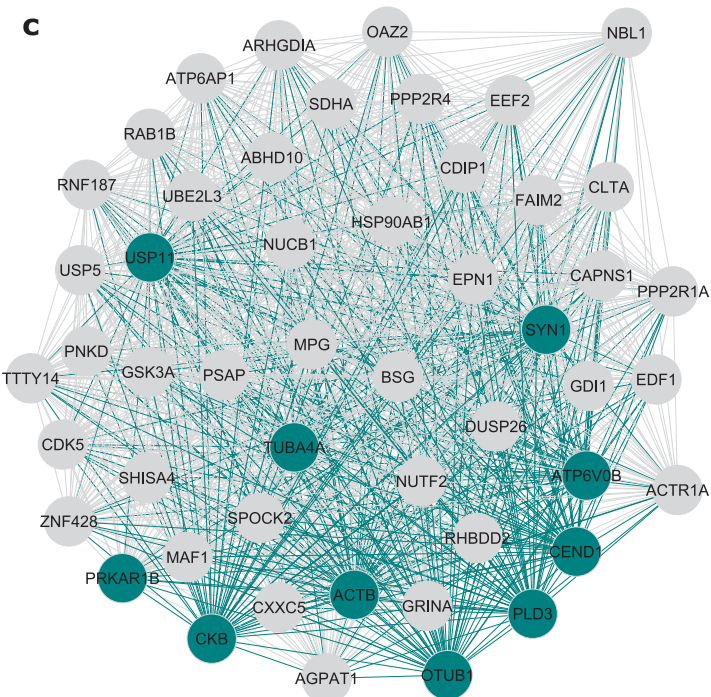 c
OAZ2
NBL1
ARHGDIA
ATP6AP1
SDHA
PPP2R4
EEF2
RAB1B
ABHD10
CDIP1
RNF187
UBE2L3
FAIM2
CLTA
HSP90AB1
NUCB1
USP11
USP5
EPN1
CAPNS1
PPP2R1A
SYN1
MPG
PNKD
GSK3A
PSAP
TTTY14
BSG
GDI1
EDF1
DUSP26
CDK5
TUBA4A
SHISA4
NUTF2
ATP6V0B
ACTR1A
ZNF428
SPOCK2
RHBDD2
CEND1
MAF1
PRKAR1B
ACTB
CXXC5
GRINA
PLD3
CKB
AGPAT1
OTUB1